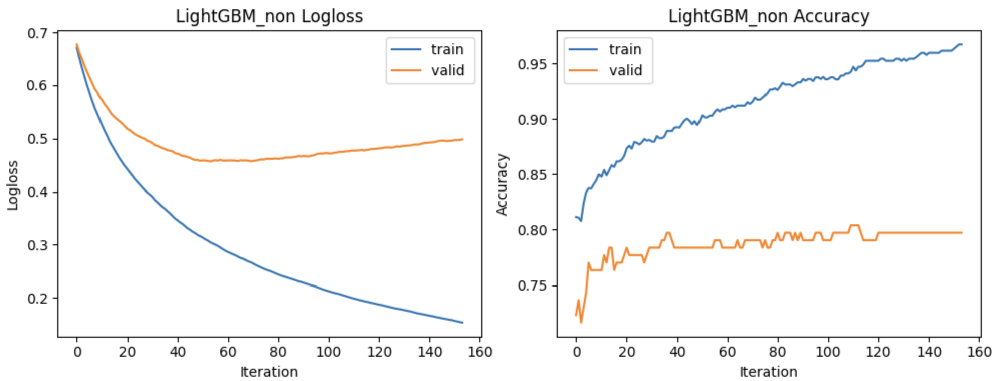 LightGBM_non Logloss
0.7
0.6
0.5
0.4
0.3
0.2
Logloss
train
valid
0 20 40 60 80 100 120 140 160
Iteration
LightGBM_non Accuracy
0.95
0.90
0.85
0.80
0.75
Accuracy
train
valid
0 20 40 60 80 100 120 140 160
Iteration